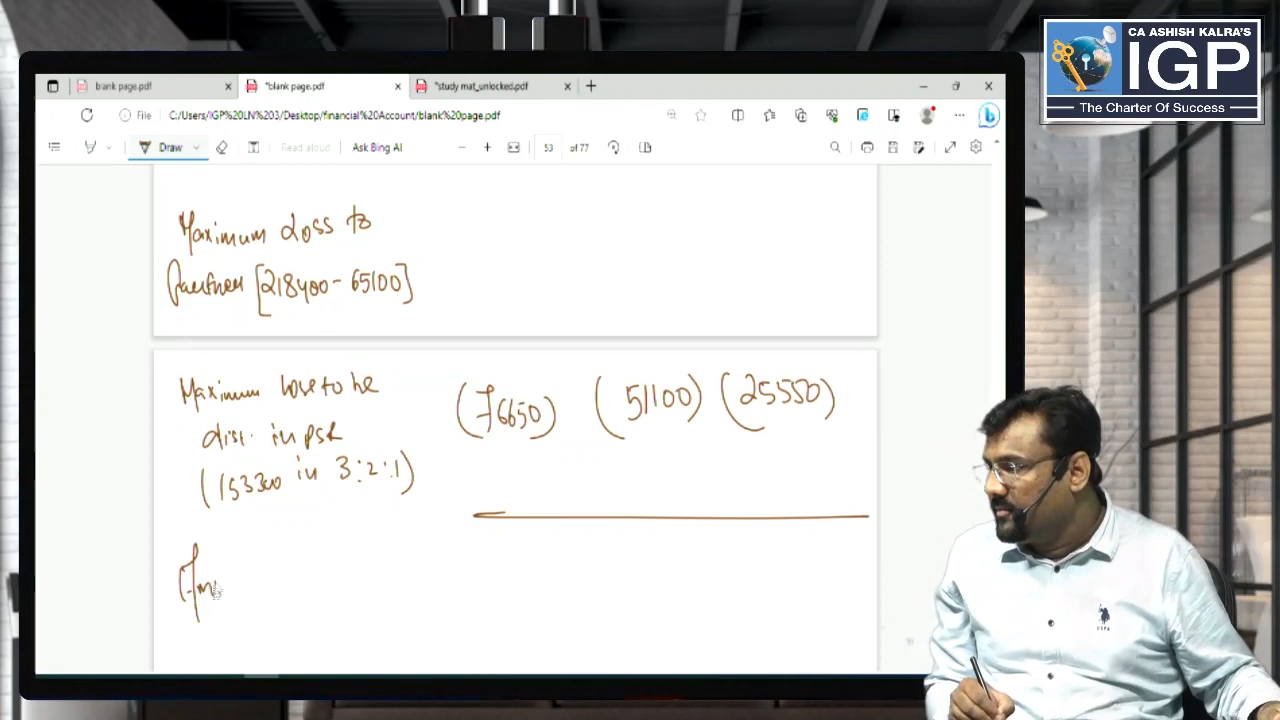 CA ASHISH KALRA'S
IGP
The Charter Of Success
blank page.pdf
*blank page.pdf
*study mat_unlocked.pdf
File
C:/Users/IGP%20LN%203/Desktop/financial%20Account/blank%20page.pdf
Draw
Read aloud
Ask Bing AI
53
of 77
Maximum Loss to
Partner [218400 - 65100]
Maximum loss to be
dist. in PSR
(153300 in 3:2:1)
(76650) (51100) (25550)